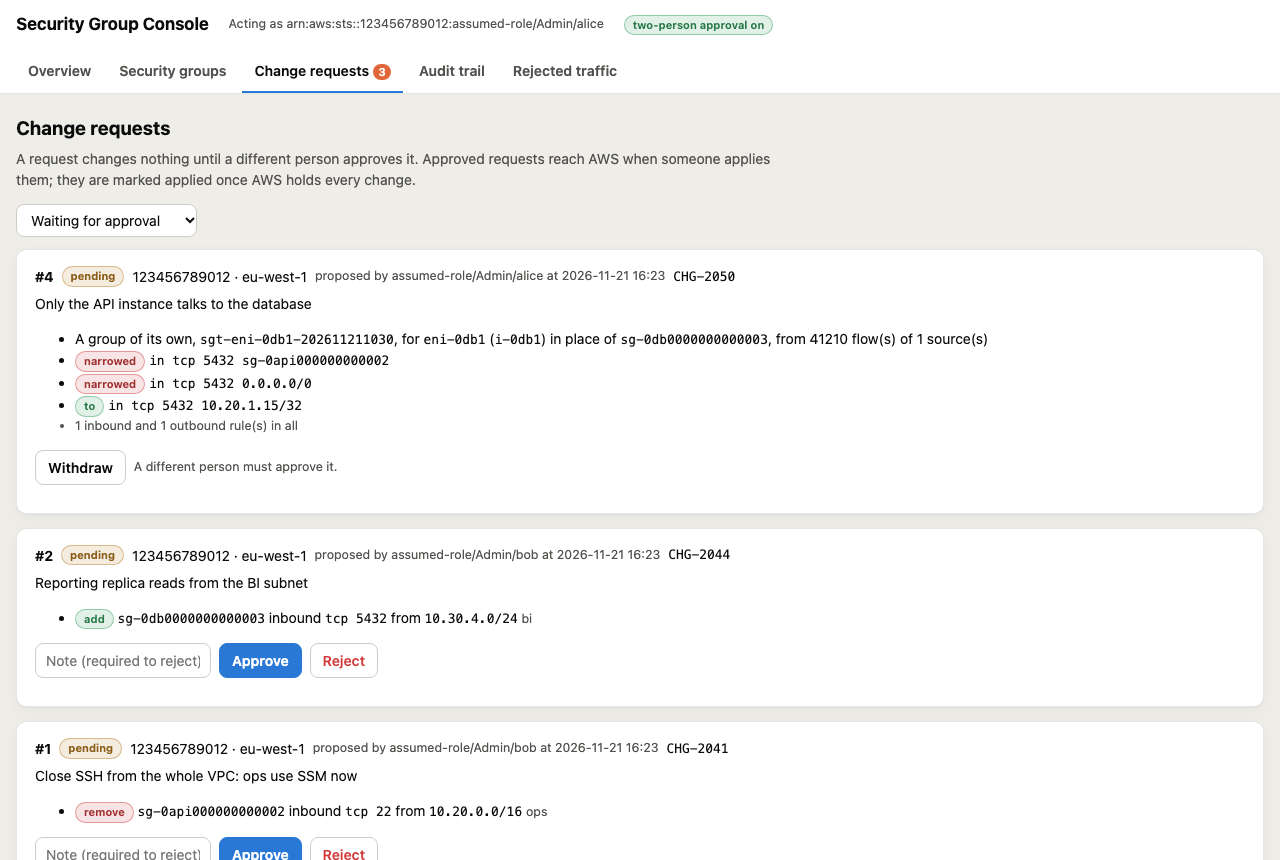 Security Group Console Acting as arn:aws:sts::123456789012:assumed-role/Admin/alice two-person approval on
Overview Security groups Change requests 3 Audit trail Rejected traffic
Change requests
A request changes nothing until a different person approves it. Approved requests reach AWS when someone applies
them; they are marked applied once AWS holds every change.
Waiting for approval
#4 pending 123456789012 · eu-west-1 proposed by assumed-role/Admin/alice at 2026-11-21 16:23 CHG-2050
Only the API instance talks to the database
A group of its own, sgt-eni-0db1-202611211030, for eni-0db1 (i-0db1) in place of sg-0db0000000000003, from 41210 flow(s) of 1 source(s)
narrowed in tcp 5432 sg-0api000000000002
narrowed in tcp 5432 0.0.0.0/0
to in tcp 5432 10.20.1.15/32
1 inbound and 1 outbound rule(s) in all
Withdraw A different person must approve it.
#2 pending 123456789012 · eu-west-1 proposed by assumed-role/Admin/bob at 2026-11-21 16:23 CHG-2044
Reporting replica reads from the BI subnet
add sg-0db0000000000003 inbound tcp 5432 from 10.30.4.0/24 bi
Note (required to reject) Approve Reject
#1 pending 123456789012 · eu-west-1 proposed by assumed-role/Admin/bob at 2026-11-21 16:23 CHG-2041
Close SSH from the whole VPC: ops use SSM now
remove sg-0api000000000002 inbound tcp 22 from 10.20.0.0/16 ops
Note (required to reject) Approve Reject